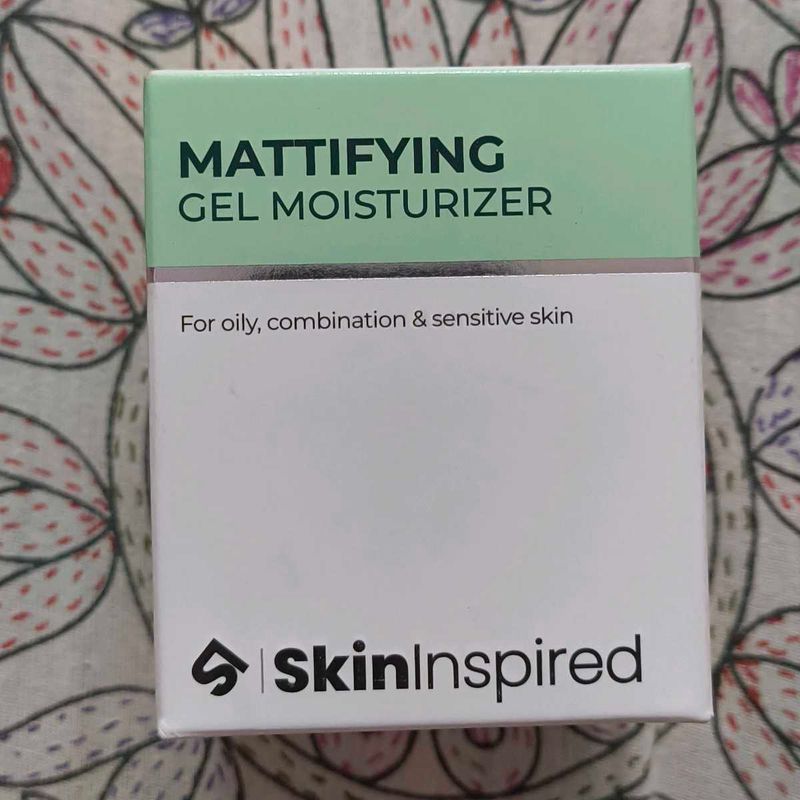 MATTIFYING
GEL MOISTURIZER
For oily, combination & sensitive skin
SkinInspired